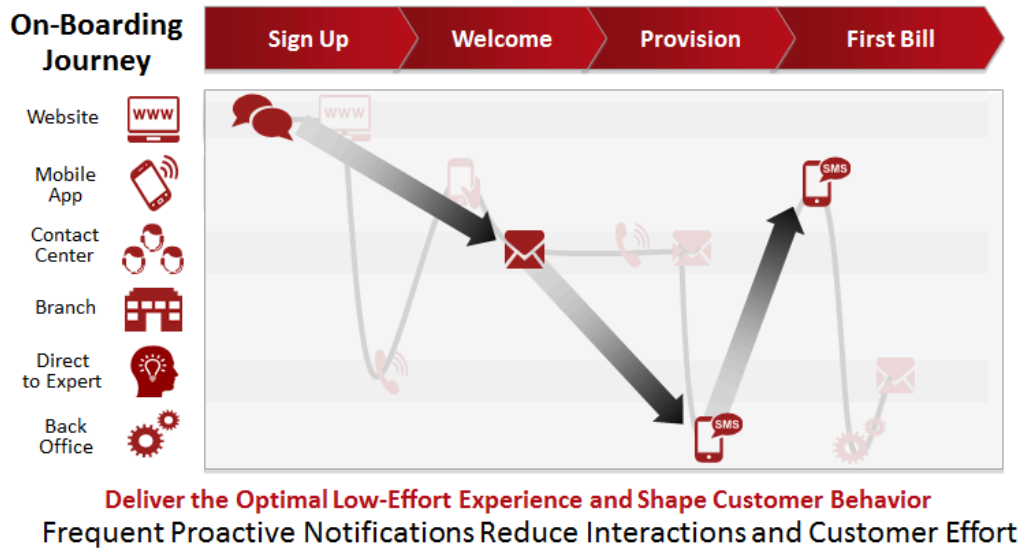 On-Boarding
Journey
Sign Up
Welcome
Provision
First Bill
Website
WWW
WWW
Mobile
App
SMS
Contact
Center
Branch
Direct
to Expert
Back
Office
SMS
Deliver the Optimal Low-Effort Experience and Shape Customer Behavior
Frequent Proactive Notifications Reduce Interactions and Customer Effort